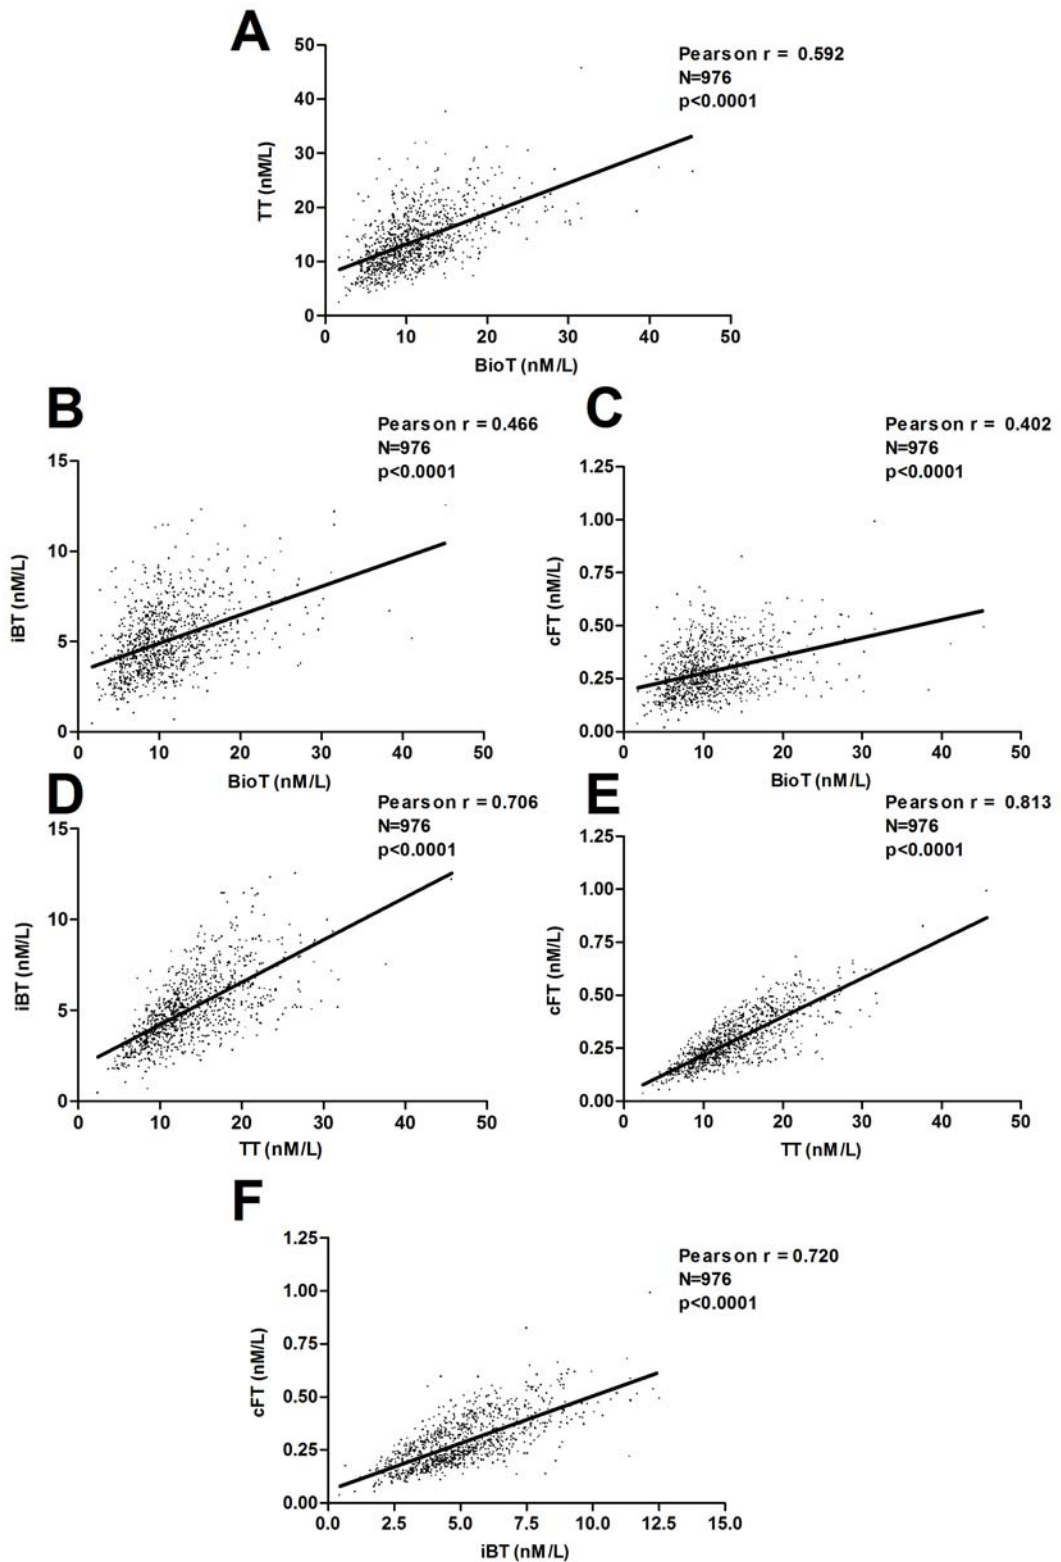 A
Pearson r = 0.592
N=976
p<0.0001
TT (nM/L)
50
40
30
20
10
0
0 10 20 30 40 50
BioT (nM/L)
B
Pearson r = 0.466
N=976
p<0.0001
iBT (nM/L)
15
10
5
0
0 10 20 30 40 50
BioT (nM/L)
C
Pearson r = 0.402
N=976
p<0.0001
cFT (nM/L)
1.25
1.00
0.75
0.50
0.25
0.00
0 10 20 30 40 50
BioT (nM/L)
D
Pearson r = 0.706
N=976
p<0.0001
iBT (nM/L)
15
10
5
0
0 10 20 30 40 50
TT (nM/L)
E
Pearson r = 0.813
N=976
p<0.0001
cFT (nM/L)
1.25
1.00
0.75
0.50
0.25
0.00
0 10 20 30 40 50
TT (nM/L)
F
Pearson r = 0.720
N=976
p<0.0001
cFT (nM/L)
1.25
1.00
0.75
0.50
0.25
0.00
0.0 2.5 5.0 7.5 10.0 12.5 15.0
iBT (nM/L)